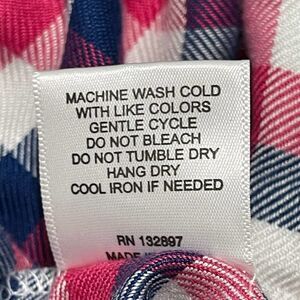 MACHINE WASH COLD
WITH LIKE COLORS
GENTLE CYCLE
DO NOT BLEACH
DO NOT TUMBLE DRY
HANG DRY
COOL IRON IF NEEDED
RN 132897
MADE